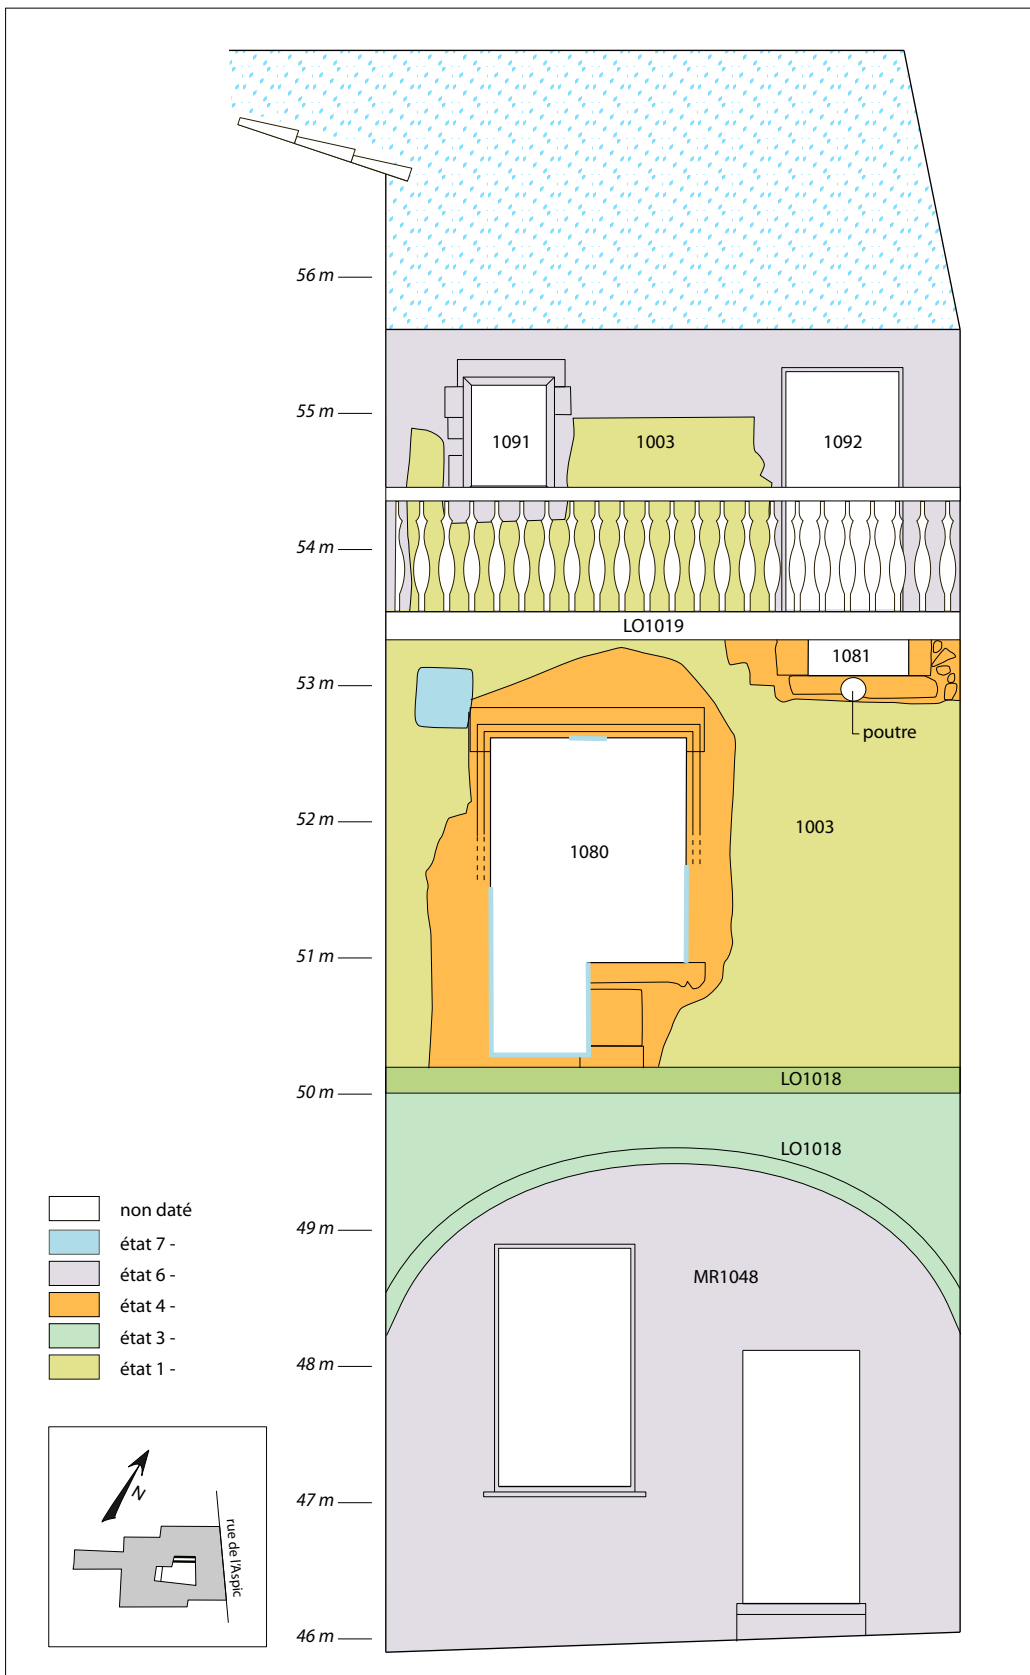 56 m
55 m
1091
1003
1092
54 m
LO1019
1081
53 m
poutre
52 m
1003
1080
51 m
LO1018
50 m
LO1018
non daté
49 m
état 7 -
état 6 -
MR1048
état 4 -
état 3 -
48 m
état 1 -
47 m
N
rue de l'Aspic
46 m